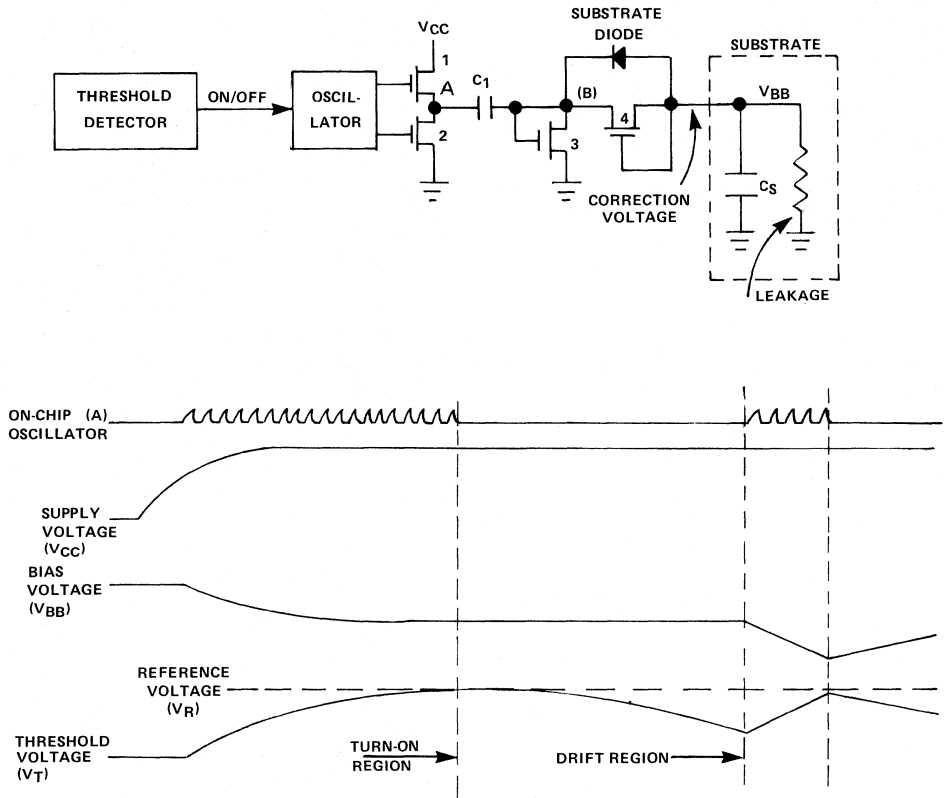 SUBSTRATE
DIODE
SUBSTRATE
VCC
1
A
C1
(B)
4
VBB
THRESHOLD
DETECTOR
ON/OFF
OSCIL-
LATOR
2
3
CS
CORRECTION
VOLTAGE
LEAKAGE
ON-CHIP (A)
OSCILLATOR
SUPPLY
VOLTAGE
(VCC)
BIAS
VOLTAGE
(VBB)
REFERENCE
VOLTAGE
(VR)
THRESHOLD
VOLTAGE
(VT)
TURN-ON
REGION
DRIFT REGION